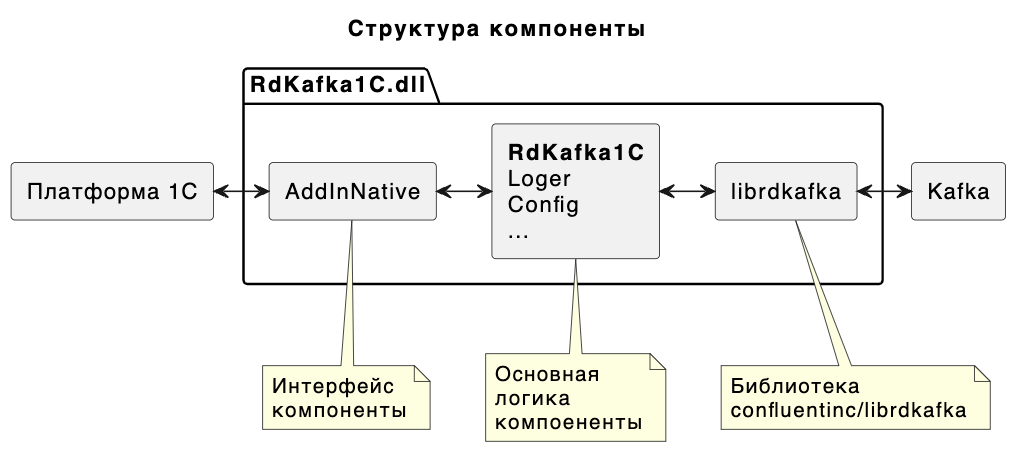 Структура компоненты
RdKafka1C.dll
Платформа 1С
AddInNative
RdKafka1C
Loger
Config
...
librdkafka
Kafka
Интерфейс
компоненты
Основная
логика
компоененты
Библиотека
confluentinc/librdkafka